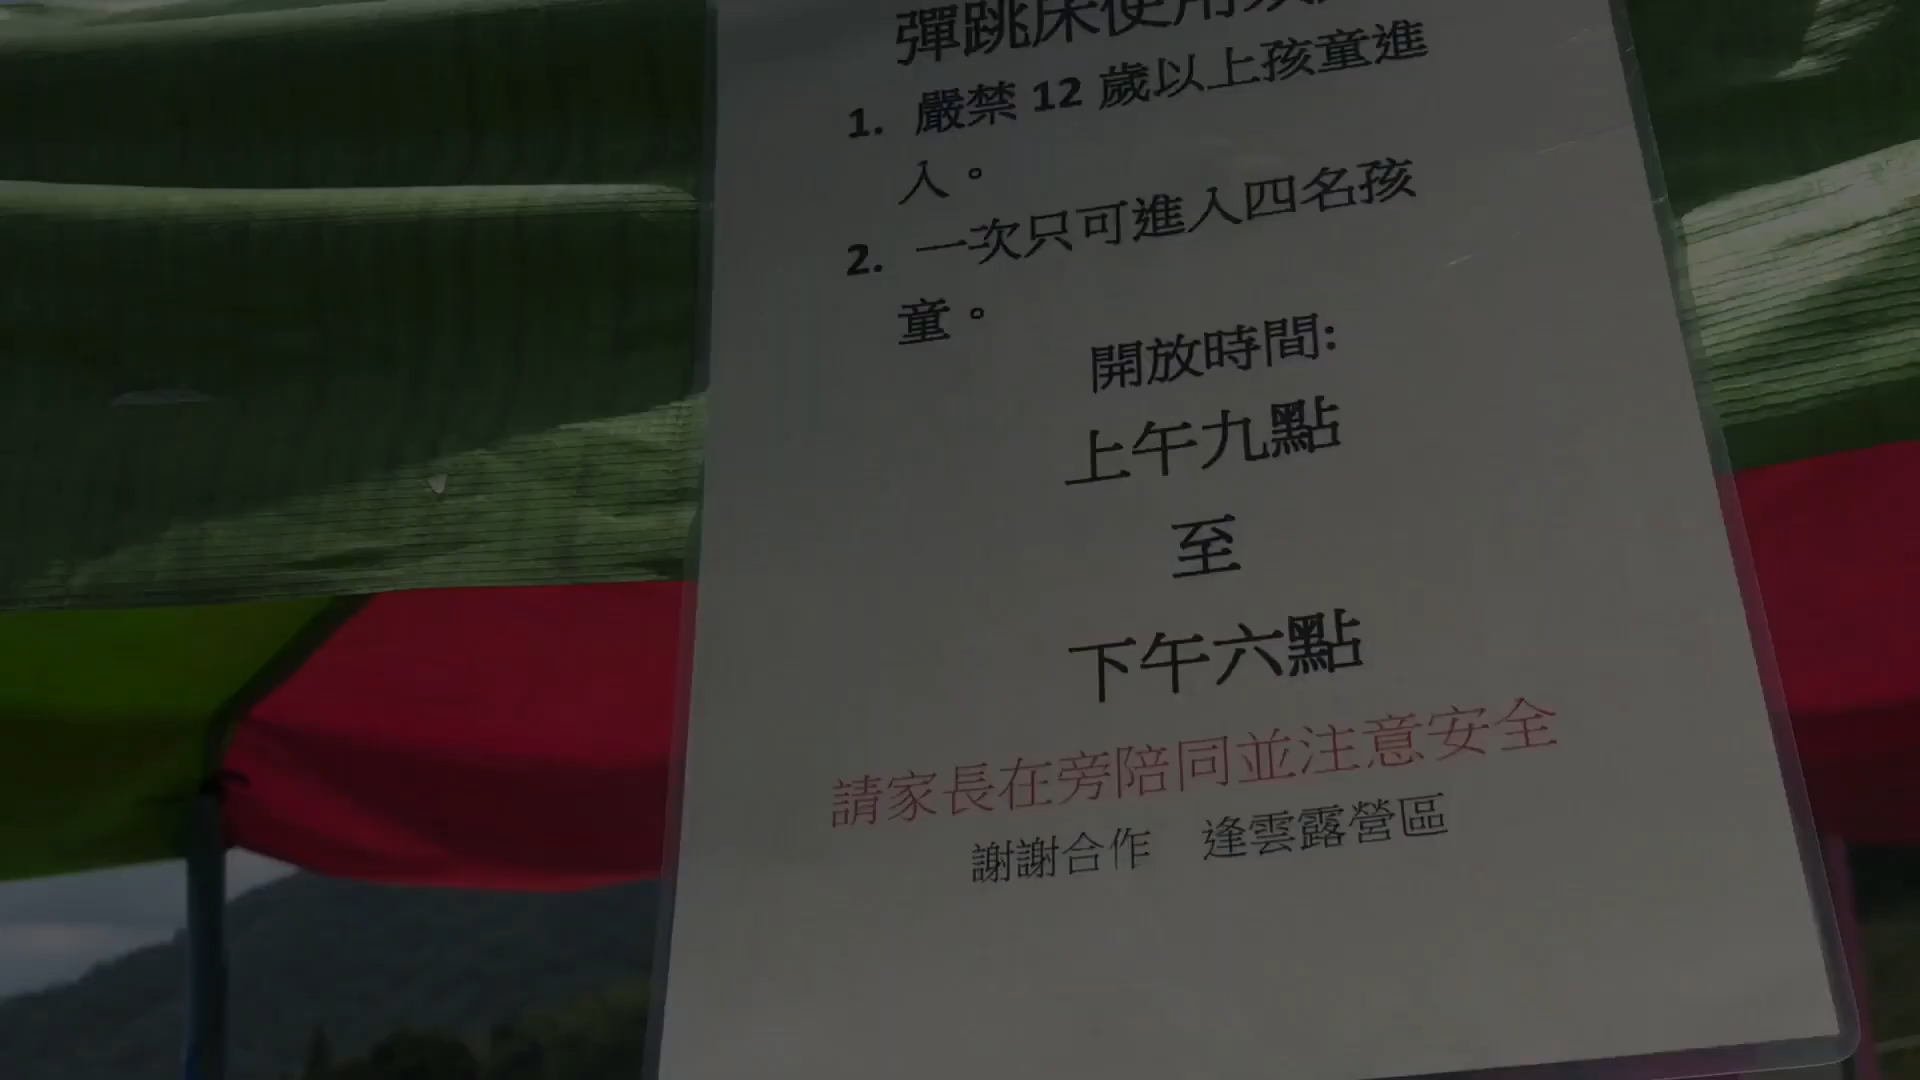 彈跳床使用須
1. 嚴禁 12 歲以上孩童進
入。
2. 一次只可進入四名孩
童。
開放時間:
上午九點
至
下午六點
請家長在旁陪同並注意安全
謝謝合作 逢雲露營區